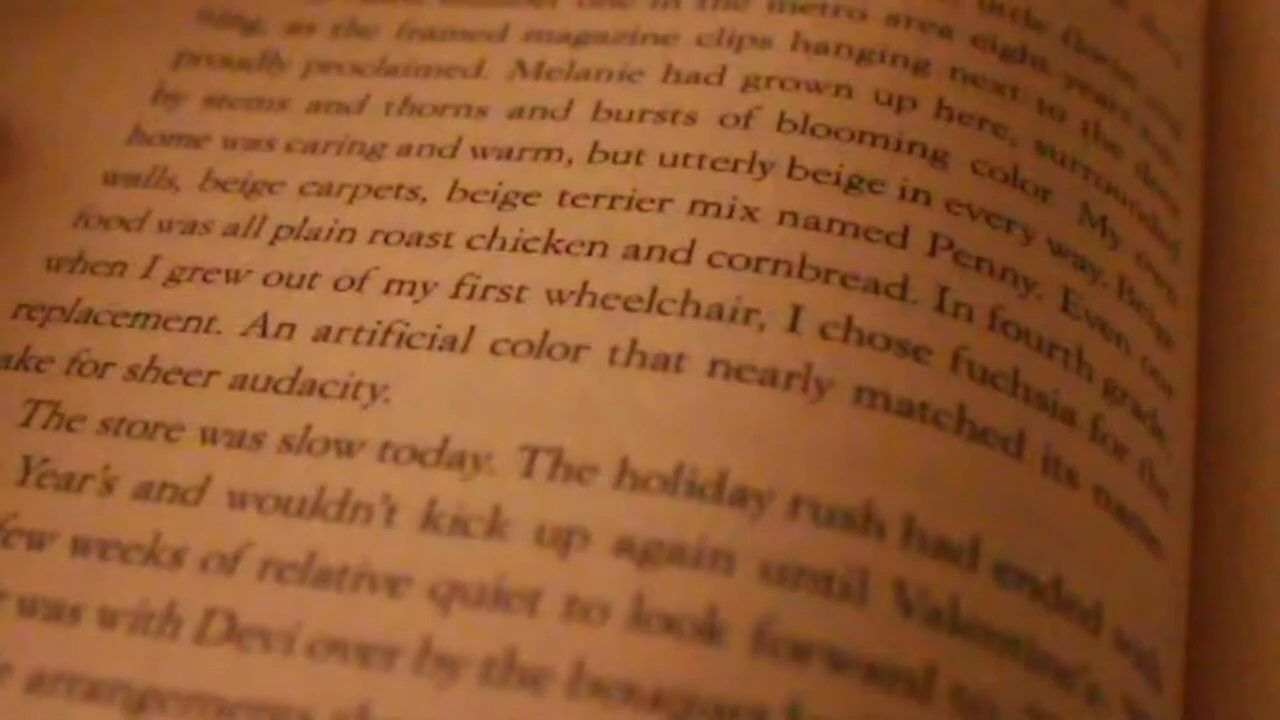 in the metro area eight years
ning, as the framed magazine clips hanging next to the door
proudly proclaimed. Melanie had grown up here, surrounded
by stems and thorns and bursts of blooming color. My own
home was caring and warm, but utterly beige in every way. Beige
walls, beige carpets, beige terrier mix named Penny. Even our
food was all plain roast chicken and cornbread. In fourth grade,
when I grew out of my first wheelchair, I chose fuchsia for the
replacement. An artificial color that nearly matched its name
ake for sheer audacity.
The store was slow today. The holiday rush had ended with
Year's and wouldn't kick up again until Valentine's.
few weeks of relative quiet to look forward to.
was with Devi over by the bouquet
arrangements